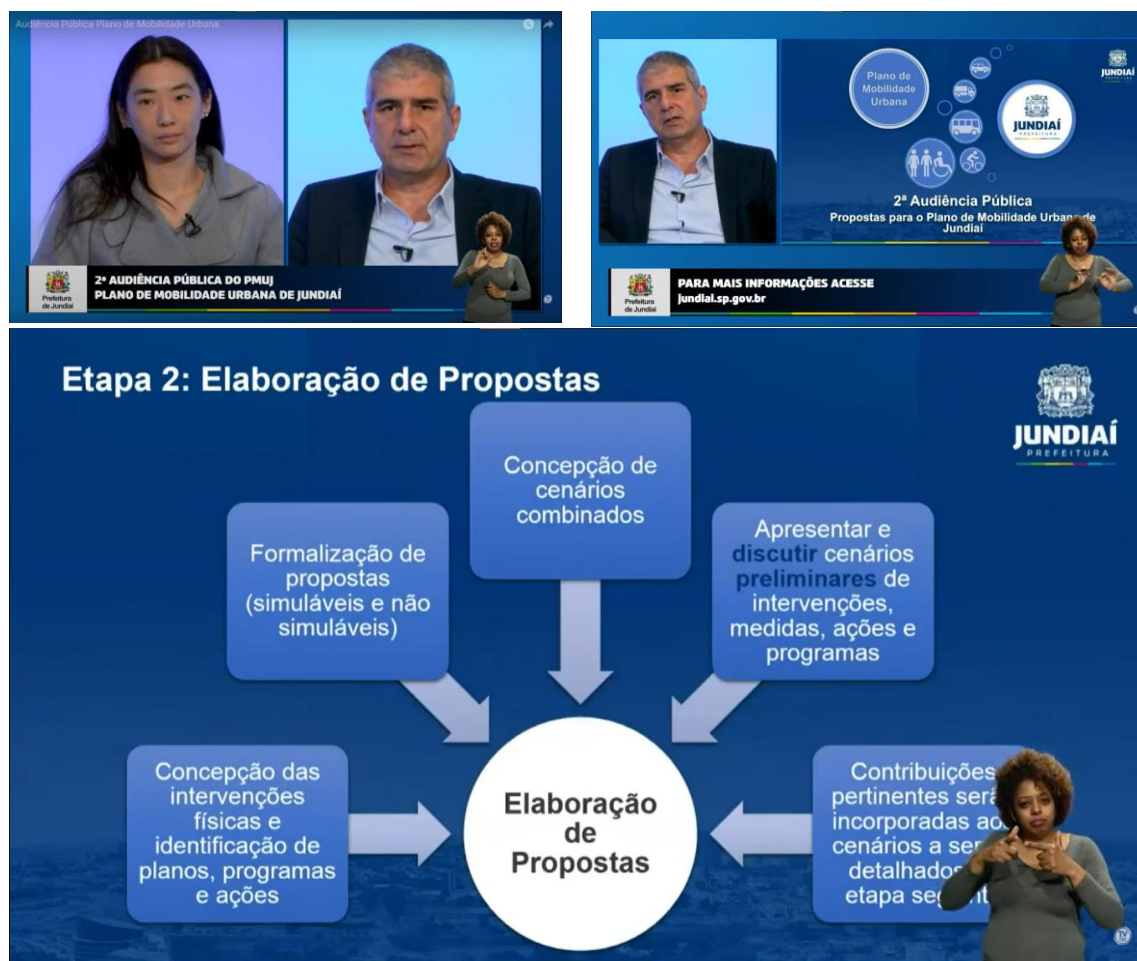 Audiência Pública Plano de Mobilidade Urbana
Prefeitura
de Jundiaí
2ª AUDIÊNCIA PÚBLICA DO PMUJ
PLANO DE MOBILIDADE URBANA DE JUNDIAÍ
Plano de
Mobilidade
Urbana
JUNDIAÍ
PREFEITURA
JUNDIAÍ
PREFEITURA
2ª Audiência Pública
Propostas para o Plano de Mobilidade Urbana de
Jundiaí
Prefeitura
de Jundiaí
PARA MAIS INFORMAÇÕES ACESSE
jundiai.sp.gov.br
Etapa 2: Elaboração de Propostas
JUNDIAÍ
PREFEITURA
Concepção de
cenários
combinados
Formalização de
propostas
(simuláveis e não
simuláveis)
Apresentar e
discutir cenários
preliminares de
intervenções,
medidas, ações e
programas
Concepção das
intervenções
físicas e
identificação de
planos, programas
e ações
Elaboração
de
Propostas
Contribuições
pertinentes
incorporadas
cenários a
detalhados
etapa